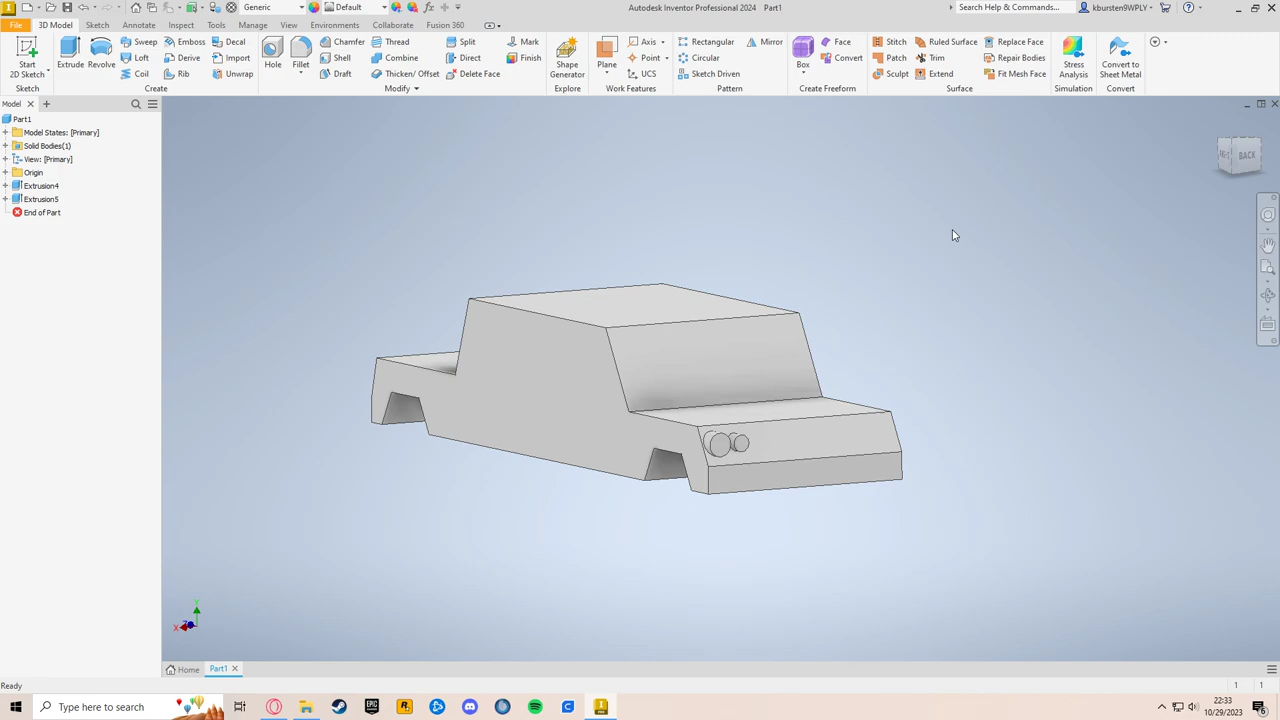 Generic Default Autodesk Inventor Professional 2024 Part1 Search Help & Commands... kbursten9WPLY
File 3D Model Sketch Annotate Inspect Tools Manage View Environments Collaborate Fusion 360
Sweep Emboss Decal Chamfer Thread Split Mark Axis Rectangular Mirror Face Stitch Ruled Surface Replace Face
Loft Derive Import Shell Combine Direct Finish Point Circular Convert Patch Trim Repair Bodies
Start 2D Sketch Extrude Revolve Coil Rib Unwrap Hole Fillet Draft Thicken/ Offset Delete Face Shape Generator Plane UCS Sketch Driven Box Sculpt Extend Fit Mesh Face Stress Analysis Convert to Sheet Metal
Sketch Create Modify Explore Work Features Pattern Create Freeform Surface Simulation Convert
Model
Part1
Model States: [Primary]
Solid Bodies(1)
View: [Primary]
Origin
Extrusion4
Extrusion5
End of Part
BACK
Y
X
Home Part1
Ready 1 1
Type here to search
22:33
10/29/2023